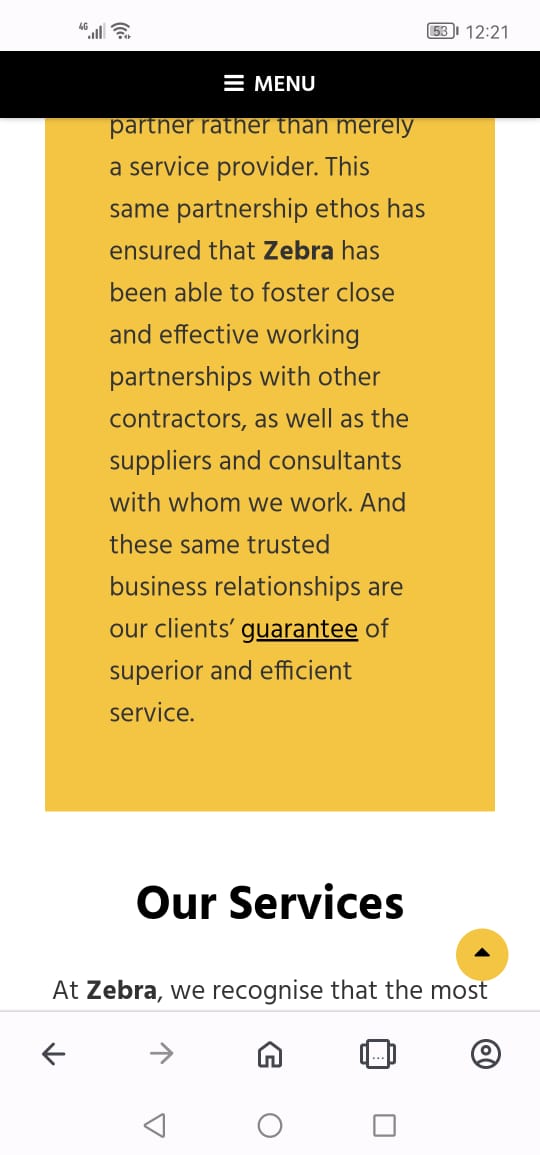 4G 53 12:21
MENU
partner rather than merely
a service provider. This
same partnership ethos has
ensured that Zebra has
been able to foster close
and effective working
partnerships with other
contractors, as well as the
suppliers and consultants
with whom we work. And
these same trusted
business relationships are
our clients’ guarantee of
superior and efficient
service.
Our Services
At Zebra, we recognise that the most